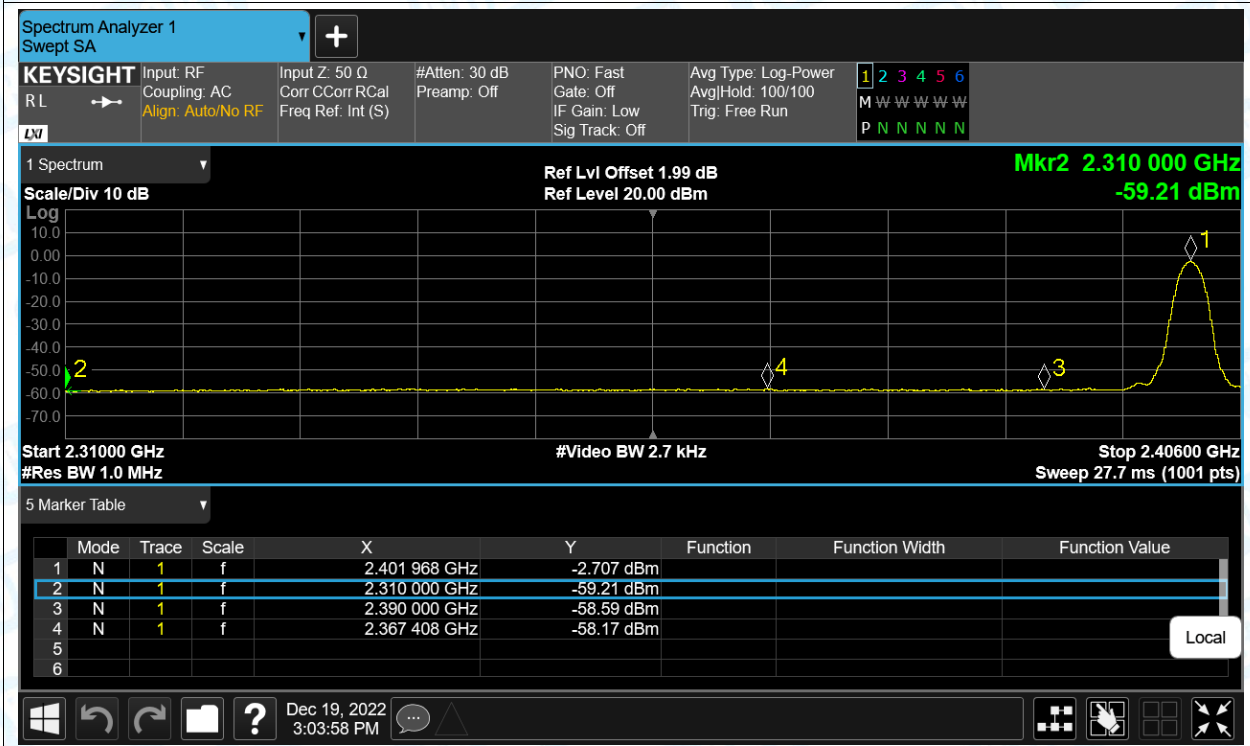 Spectrum Analyzer 1
Swept SA
▼
+
KEYSIGHT
RL
LXI
Input: RF
Coupling: AC
Align: Auto/No RF
Input Z: 50 Ω
Corr CCorr RCal
Freq Ref: Int (S)
#Atten: 30 dB
Preamp: Off
PNO: Fast
Gate: Off
IF Gain: Low
Sig Track: Off
Avg Type: Log-Power
Avg|Hold: 100/100
Trig: Free Run
1 2 3 4 5 6
M W W W W W W
P N N N N N N
1 Spectrum ▼
Scale/Div 10 dB
Ref Lvl Offset 1.99 dB
Ref Level 20.00 dBm
Mkr2 2.310 000 GHz
-59.21 dBm
Log
10.0
0.00
-10.0
-20.0
-30.0
-40.0
-50.0
-60.0
-70.0
1
2
4
3
Start 2.31000 GHz
#Res BW 1.0 MHz
#Video BW 2.7 kHz
Stop 2.40600 GHz
Sweep 27.7 ms (1001 pts)
5 Marker Table ▼
Mode Trace Scale X Y Function Function Width Function Value
1 N 1 f 2.401 968 GHz -2.707 dBm
2 N 1 f 2.310 000 GHz -59.21 dBm
3 N 1 f 2.390 000 GHz -58.59 dBm
4 N 1 f 2.367 408 GHz -58.17 dBm
5
6
Local
?
Dec 19, 2022
3:03:58 PM